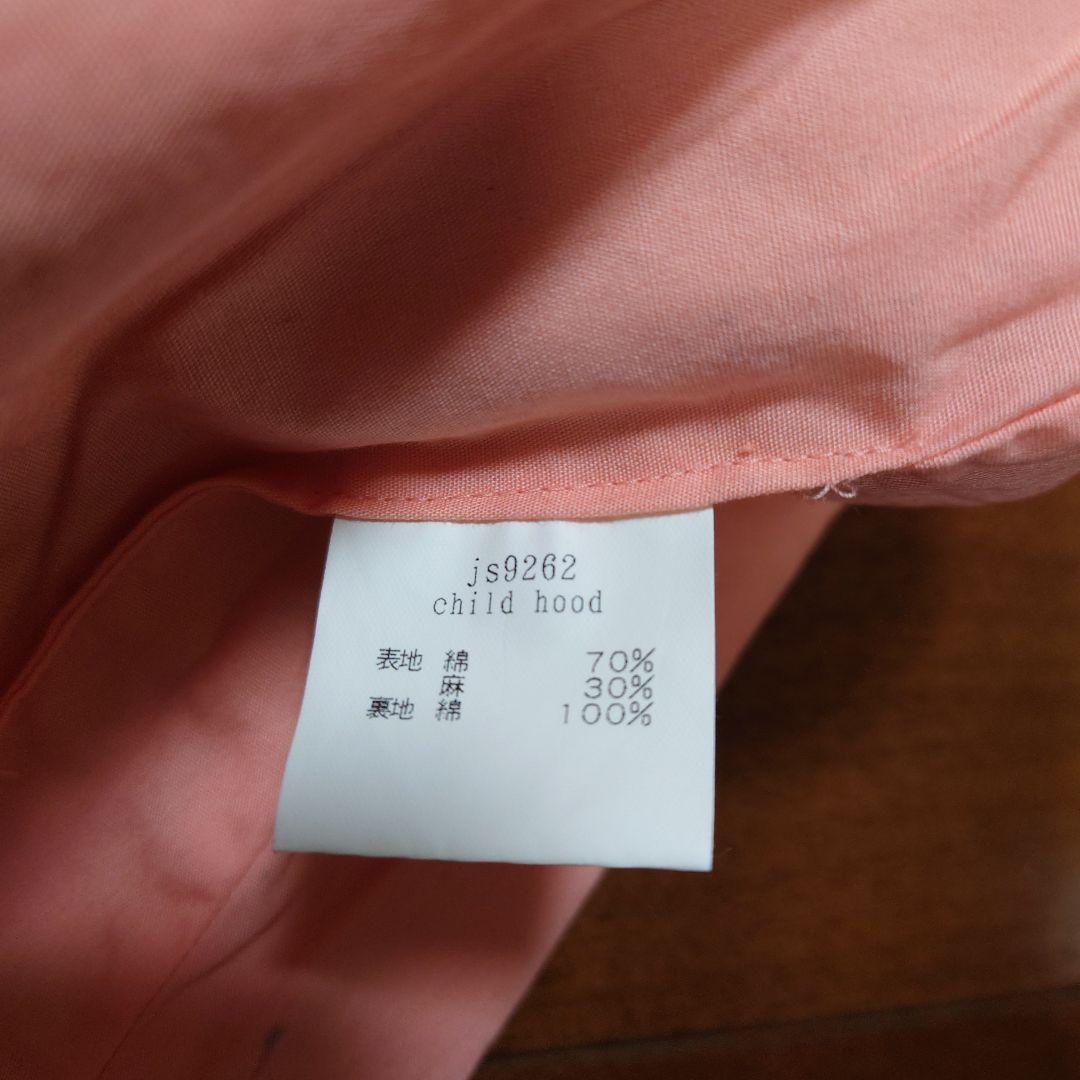 js9262
child hood
表地 綿 70%
麻 30%
裏地 綿 100%